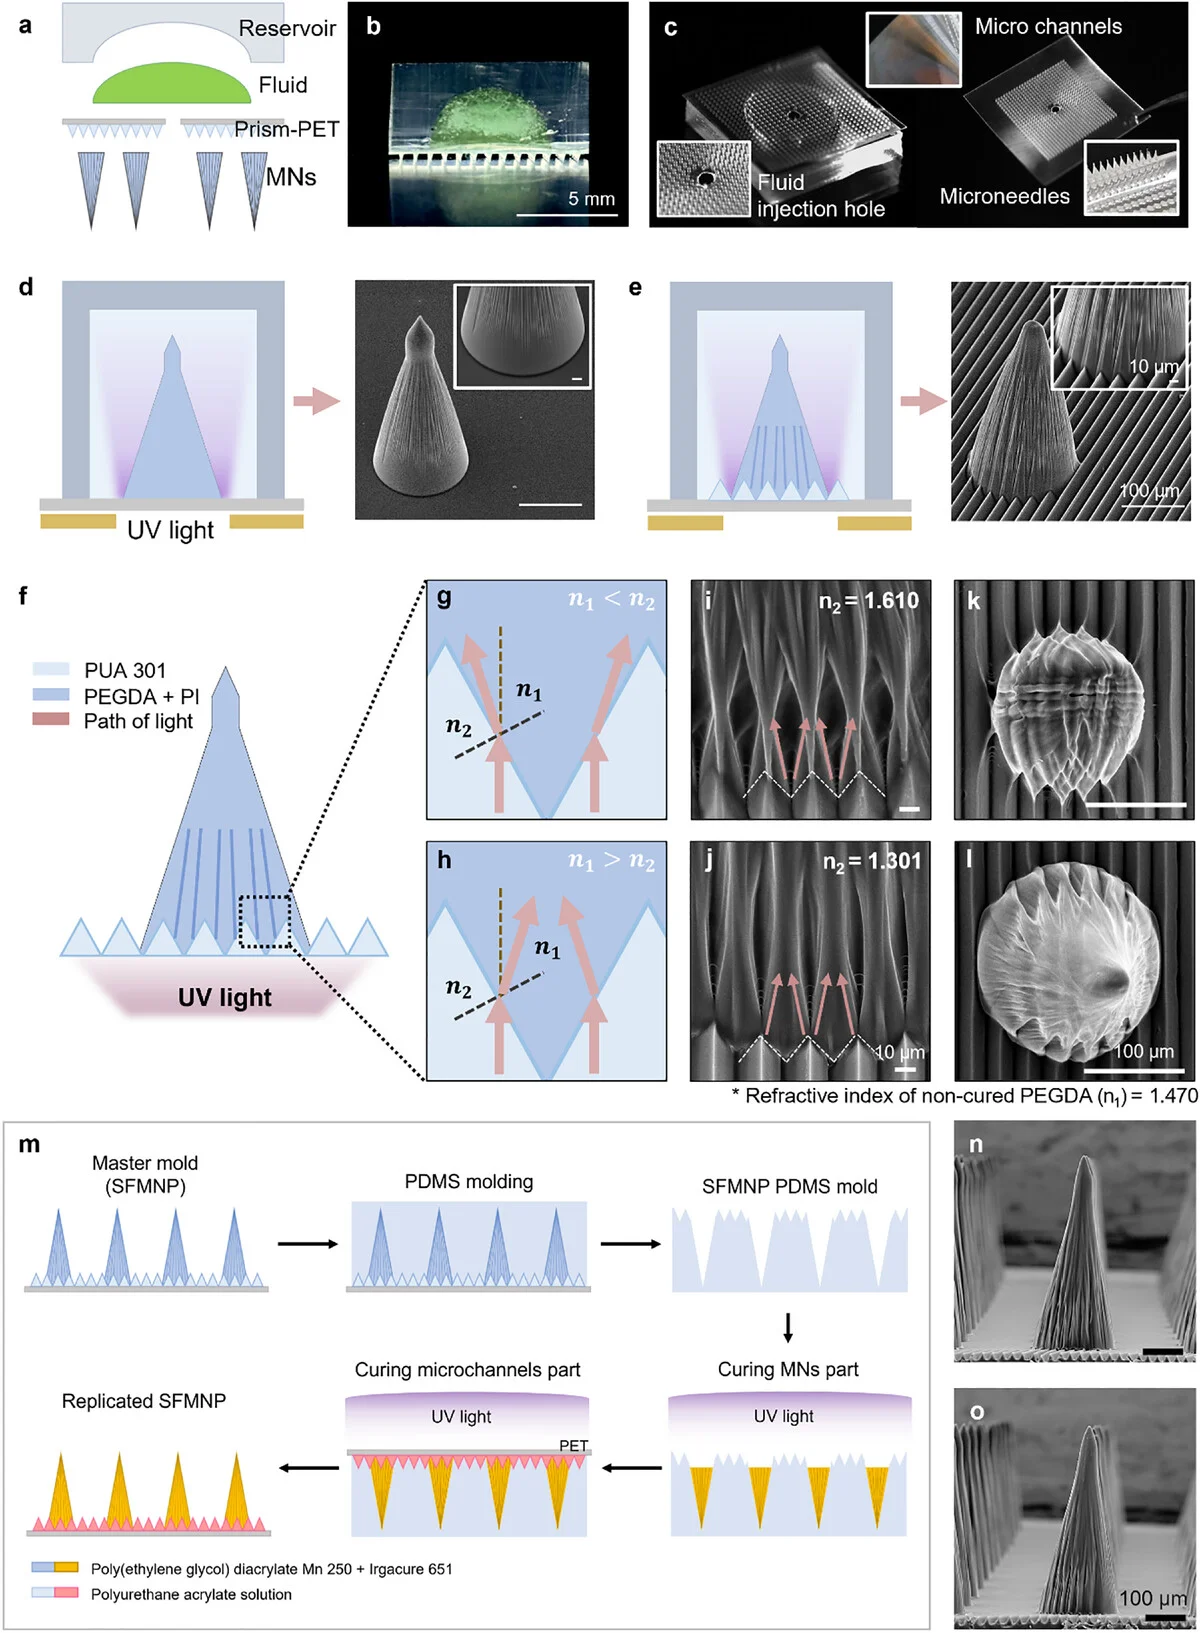 a
Reservoir
Fluid
Prism-PET
MNs
b
5 mm
c
Micro channels
Fluid
injection hole
Microneedles
d
UV light
e
10 μm
100 μm
f
PUA 301
PEGDA + PI
Path of light
UV light
g
n₁ < n₂
n₁
n₂
h
n₁ > n₂
n₁
n₂
i
n₂ = 1.610
j
n₂ = 1.301
10 μm
k
l
100 μm
* Refractive index of non-cured PEGDA (n₁) = 1.470
m
Master mold
(SFMNP)
PDMS molding
SFMNP PDMS mold
Curing MNs part
UV light
Curing microchannels part
UV light
PET
Replicated SFMNP
Poly(ethylene glycol) diacrylate Mn 250 + Irgacure 651
Polyurethane acrylate solution
n
o
100 μm